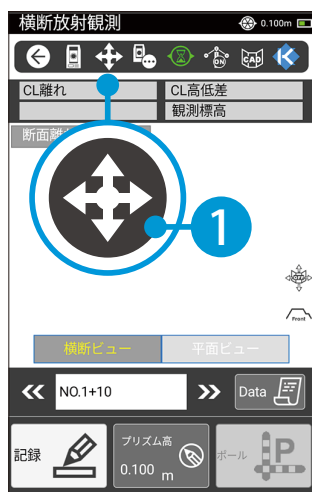 横断放射観測 0.100m
ON CAD
CL離れ CL高低差
観測標高
断面離
1
Front
横断ビュー 平面ビュー
NO.1+10 Data
記録 プリズム高 0.100 m ポール P